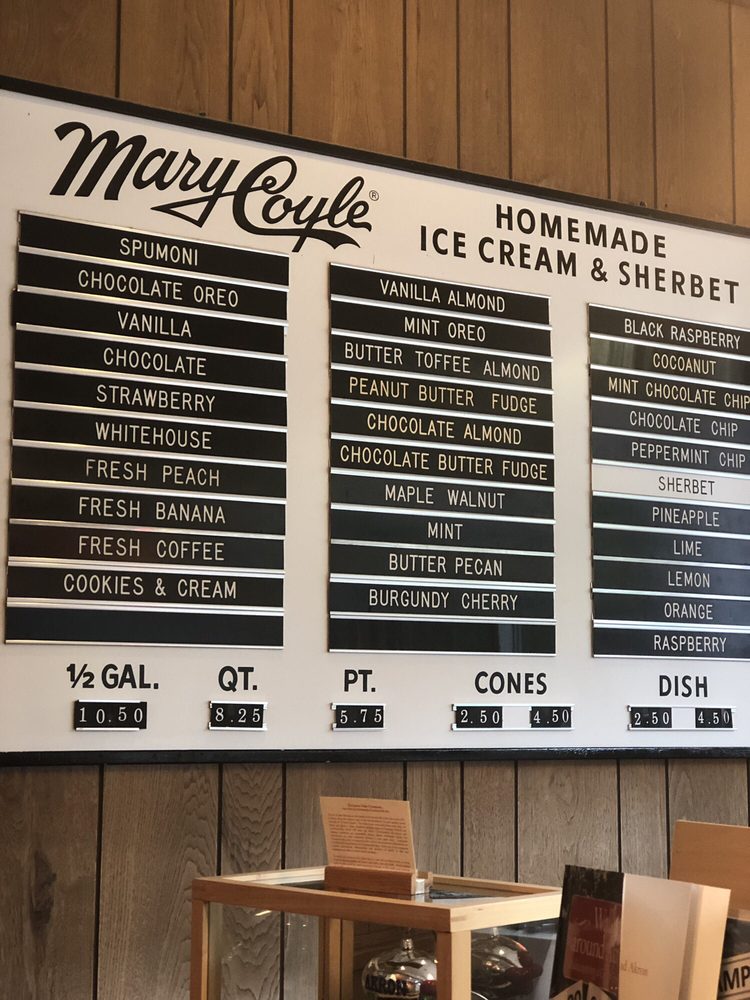 Mary Coyle®
HOMEMADE
ICE CREAM & SHERBET
SPUMONI
CHOCOLATE OREO
VANILLA
CHOCOLATE
STRAWBERRY
WHITEHOUSE
FRESH PEACH
FRESH BANANA
FRESH COFFEE
COOKIES & CREAM
VANILLA ALMOND
MINT OREO
BUTTER TOFFEE ALMOND
PEANUT BUTTER FUDGE
CHOCOLATE ALMOND
CHOCOLATE BUTTER FUDGE
MAPLE WALNUT
MINT
BUTTER PECAN
BURGUNDY CHERRY
BLACK RASPBERRY
COCOANUT
MINT CHOCOLATE CHIP
CHOCOLATE CHIP
PEPPERMINT CHIP
SHERBET
PINEAPPLE
LIME
LEMON
ORANGE
RASPBERRY
½ GAL. QT. PT. CONES DISH
10.50 8.25 5.75 2.50 4.50 2.50 4.50
AKRON